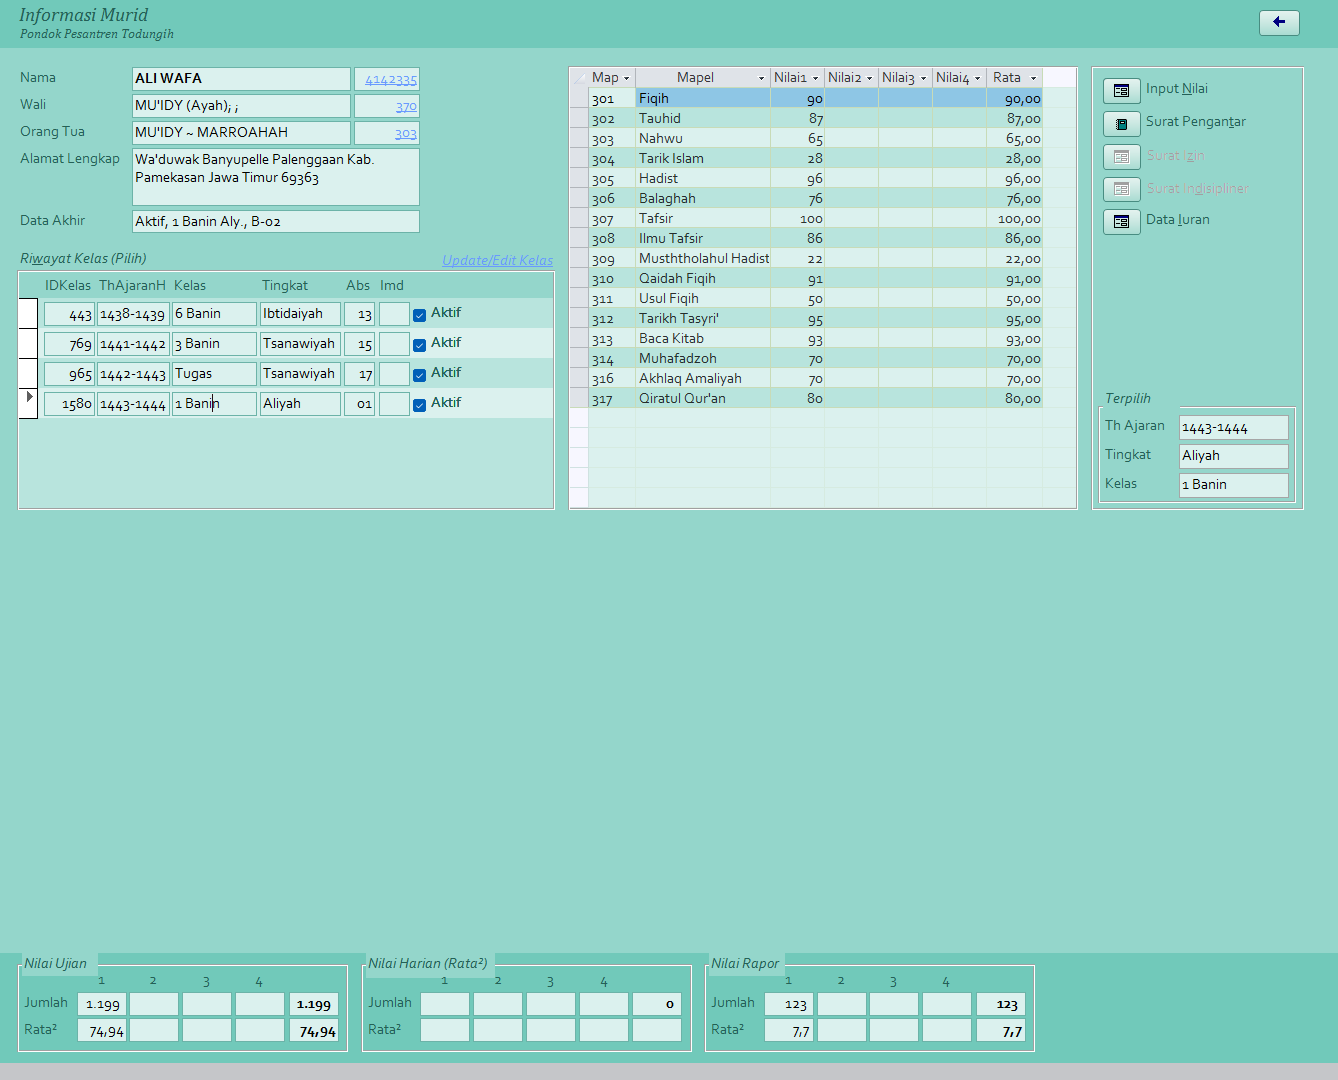 Informasi Murid
Pondok Pesantren Todungih
Nama ALI WAFA 4142335
Wali MU'IDY (Ayah); ; 370
Orang Tua MU'IDY ~ MARROAHAH 303
Alamat Lengkap Wa'duwak Banyupelle Palenggaan Kab.
Pamekasan Jawa Timur 69363
Data Akhir Aktif, 1 Banin Aly., B-02
Riwayat Kelas (Pilih) Update/Edit Kelas
IDKelas ThAjaranH Kelas Tingkat Abs Imd
443 1438-1439 6 Banin Ibtidaiyah 13 Aktif
769 1441-1442 3 Banin Tsanawiyah 15 Aktif
965 1442-1443 Tugas Tsanawiyah 17 Aktif
1580 1443-1444 1 Banin Aliyah 01 Aktif
Map Mapel Nilai1 Nilai2 Nilai3 Nilai4 Rata
301 Fiqih 90 90,00
302 Tauhid 87 87,00
303 Nahwu 65 65,00
304 Tarik Islam 28 28,00
305 Hadist 96 96,00
306 Balaghah 76 76,00
307 Tafsir 100 100,00
308 Ilmu Tafsir 86 86,00
309 Musththolahul Hadist 22 22,00
310 Qaidah Fiqih 91 91,00
311 Usul Fiqih 50 50,00
312 Tarikh Tasyri' 95 95,00
313 Baca Kitab 93 93,00
314 Muhafadzoh 70 70,00
316 Akhlaq Amaliyah 70 70,00
317 Qiratul Qur'an 80 80,00
Input Nilai
Surat Pengantar
Surat Izin
Surat Indisipliner
Data Iuran
Terpilih
Th Ajaran 1443-1444
Tingkat Aliyah
Kelas 1 Banin
Nilai Ujian
1 2 3 4
Jumlah 1.199 1.199
Rata² 74,94 74,94
Nilai Harian (Rata²)
1 2 3 4
Jumlah 0
Rata²
Nilai Rapor
1 2 3 4
Jumlah 123 123
Rata² 7,7 7,7